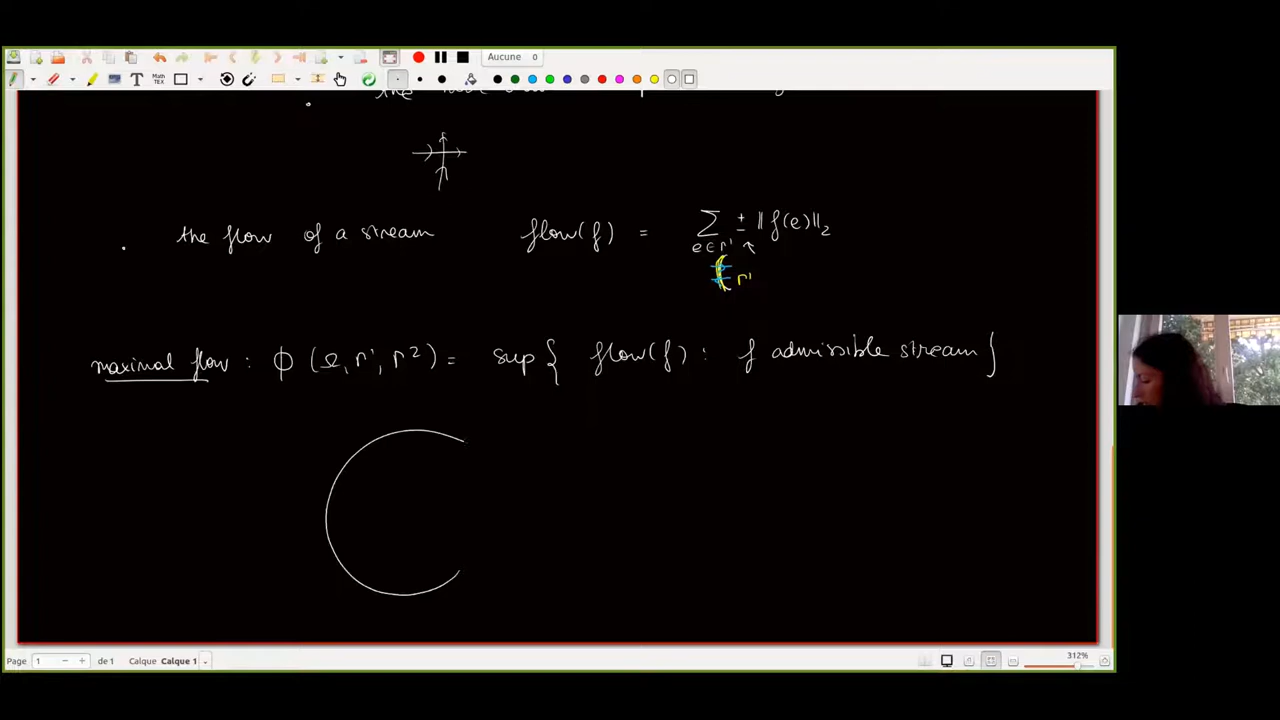 Aucune 0
the
• the flow of a stream flow(f) = ∑ ± ‖f(e)‖₂
e ∈ Γ¹
Γ¹
maximal flow : ϕ (Ω, Γ¹, Γ²) = sup { flow(f) : f admissible stream }
Page 1 de 1 Calque Calque 1 312%